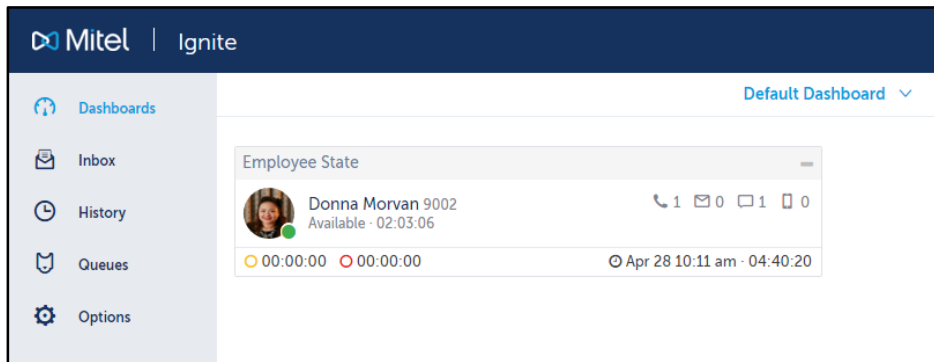 Mitel | Ignite
Dashboards
Inbox
History
Queues
Options
Default Dashboard
Employee State
Donna Morvan 9002
Available · 02:03:06
1 0 1 0
00:00:00 00:00:00
Apr 28 10:11 am · 04:40:20